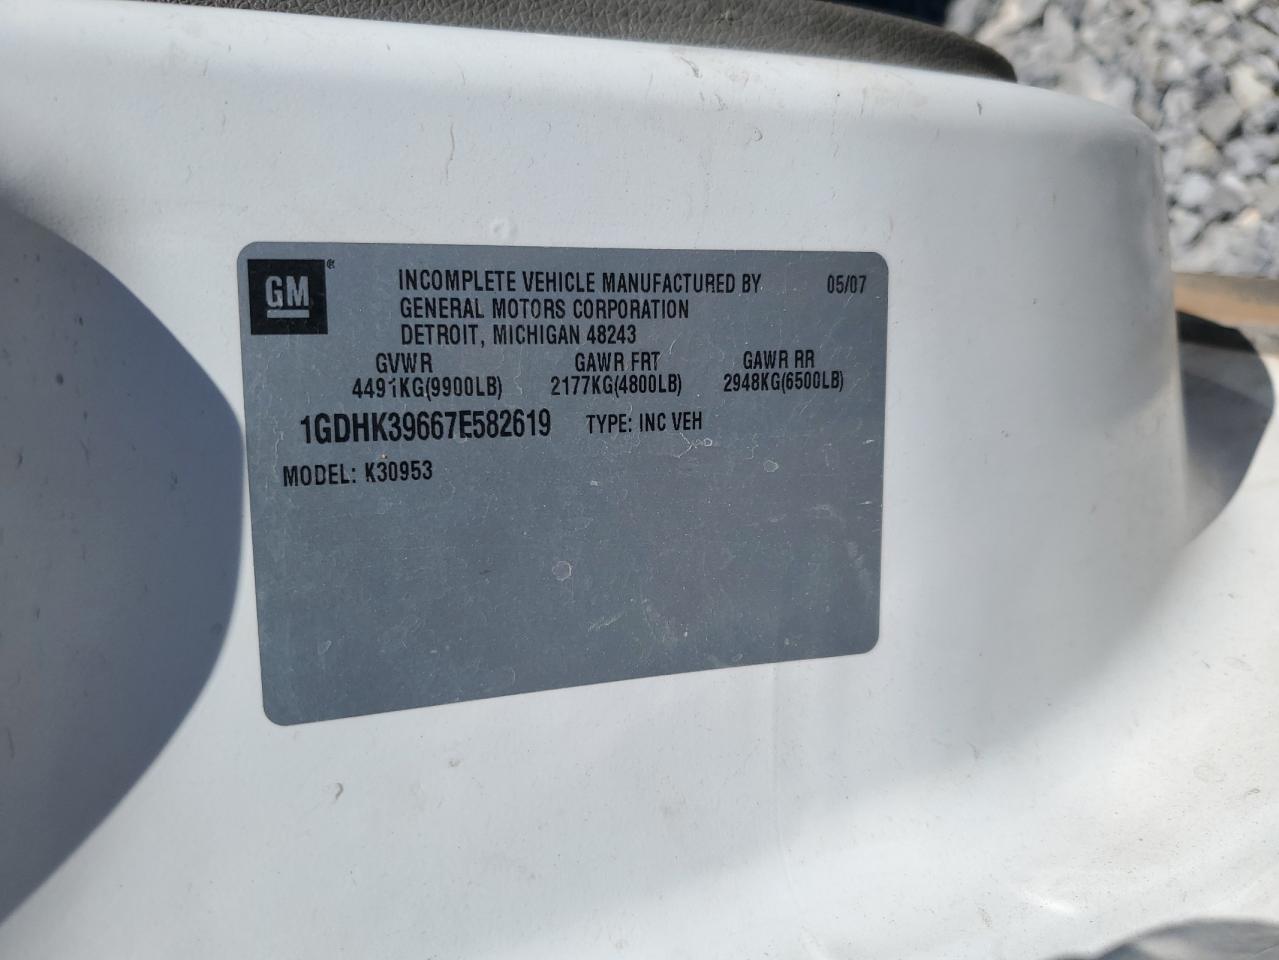 GM®
INCOMPLETE VEHICLE MANUFACTURED BY 05/07
GENERAL MOTORS CORPORATION
DETROIT, MICHIGAN 48243
GVWR GAWR FRT GAWR RR
4491KG(9900LB) 2177KG(4800LB) 2948KG(6500LB)
1GDHK39667E582619 TYPE: INC VEH
MODEL: K30953